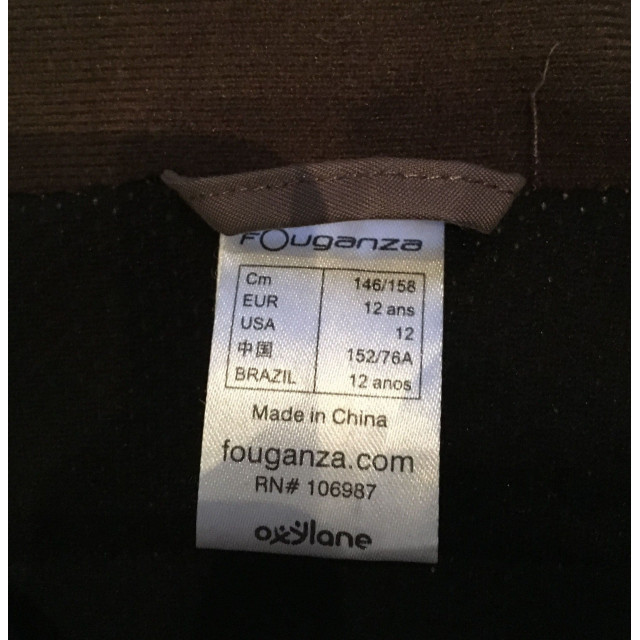 Fouganza
Cm 146/158
EUR 12 ans
USA 12
中国 152/76A
BRAZIL 12 anos
Made in China
fouganza.com
RN# 106987
oxylane